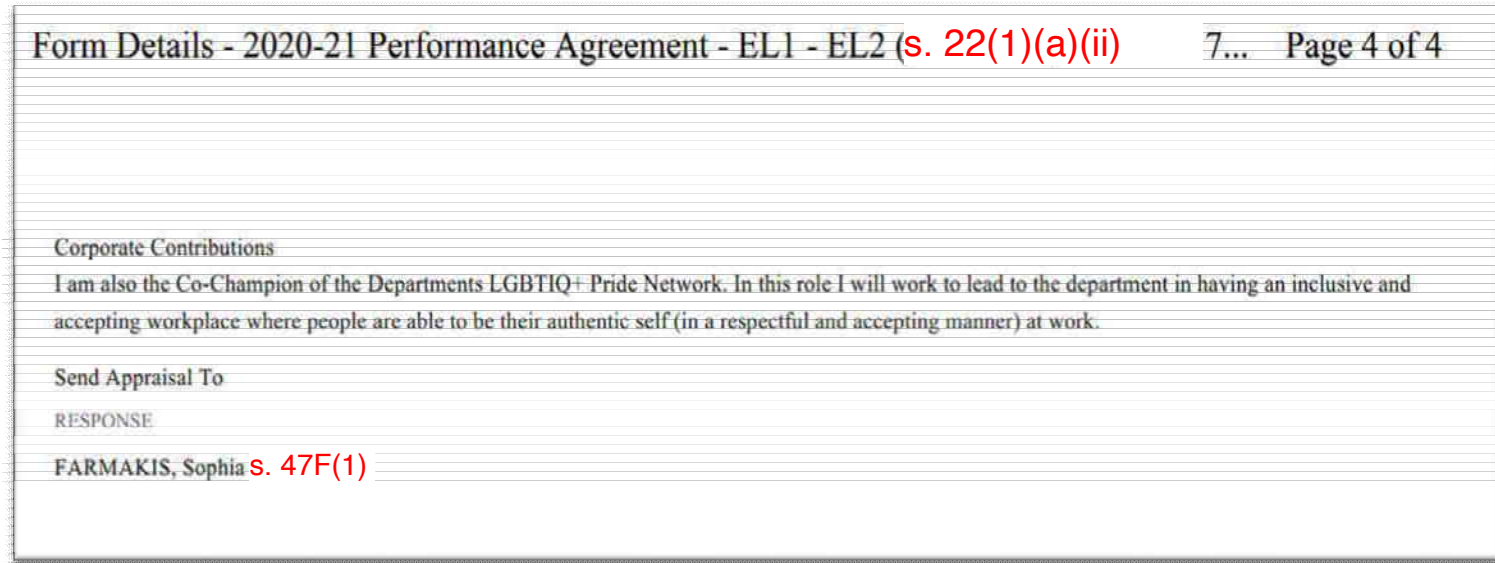 Form Details - 2020-21 Performance Agreement - EL1 - EL2 (s. 22(1)(a)(ii) 7... Page 4 of 4
Corporate Contributions
I am also the Co-Champion of the Departments LGBTIQ+ Pride Network. In this role I will work to lead to the department in having an inclusive and
accepting workplace where people are able to be their authentic self (in a respectful and accepting manner) at work.
Send Appraisal To
RESPONSE
FARMAKIS, Sophia s. 47F(1)